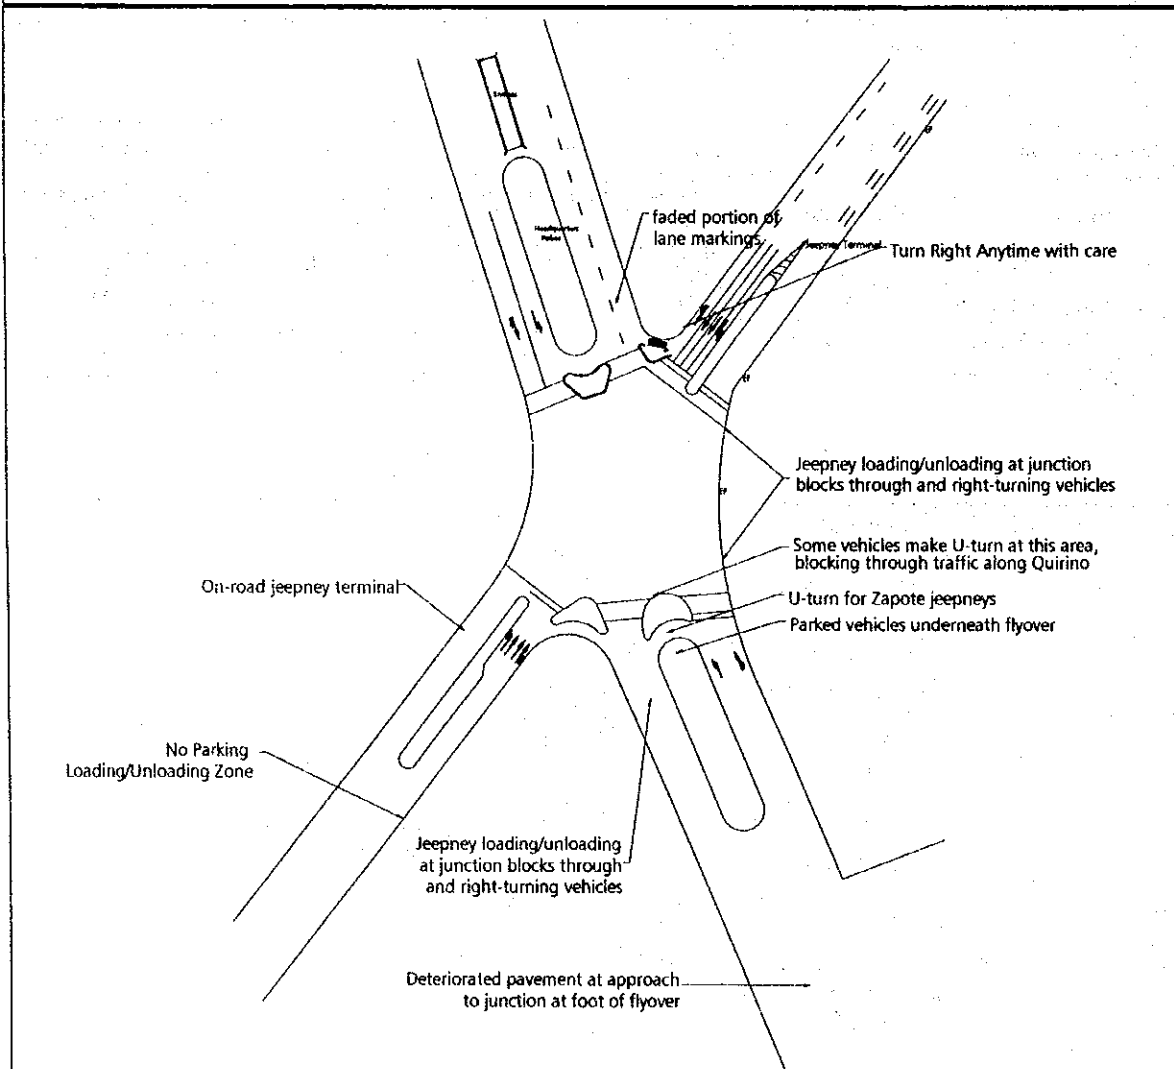 faded portion of
lane markings
Jeepney Terminal
Turn Right Anytime with care
Jeepney loading/unloading at junction
blocks through and right-turning vehicles
Some vehicles make U-turn at this area,
blocking through traffic along Quirino
On-road jeepney terminal
U-turn for Zapote jeepneys
Parked vehicles underneath flyover
No Parking
Loading/Unloading Zone
Jeepney loading/unloading
at junction blocks through
and right-turning vehicles
Deteriorated pavement at approach
to junction at foot of flyover